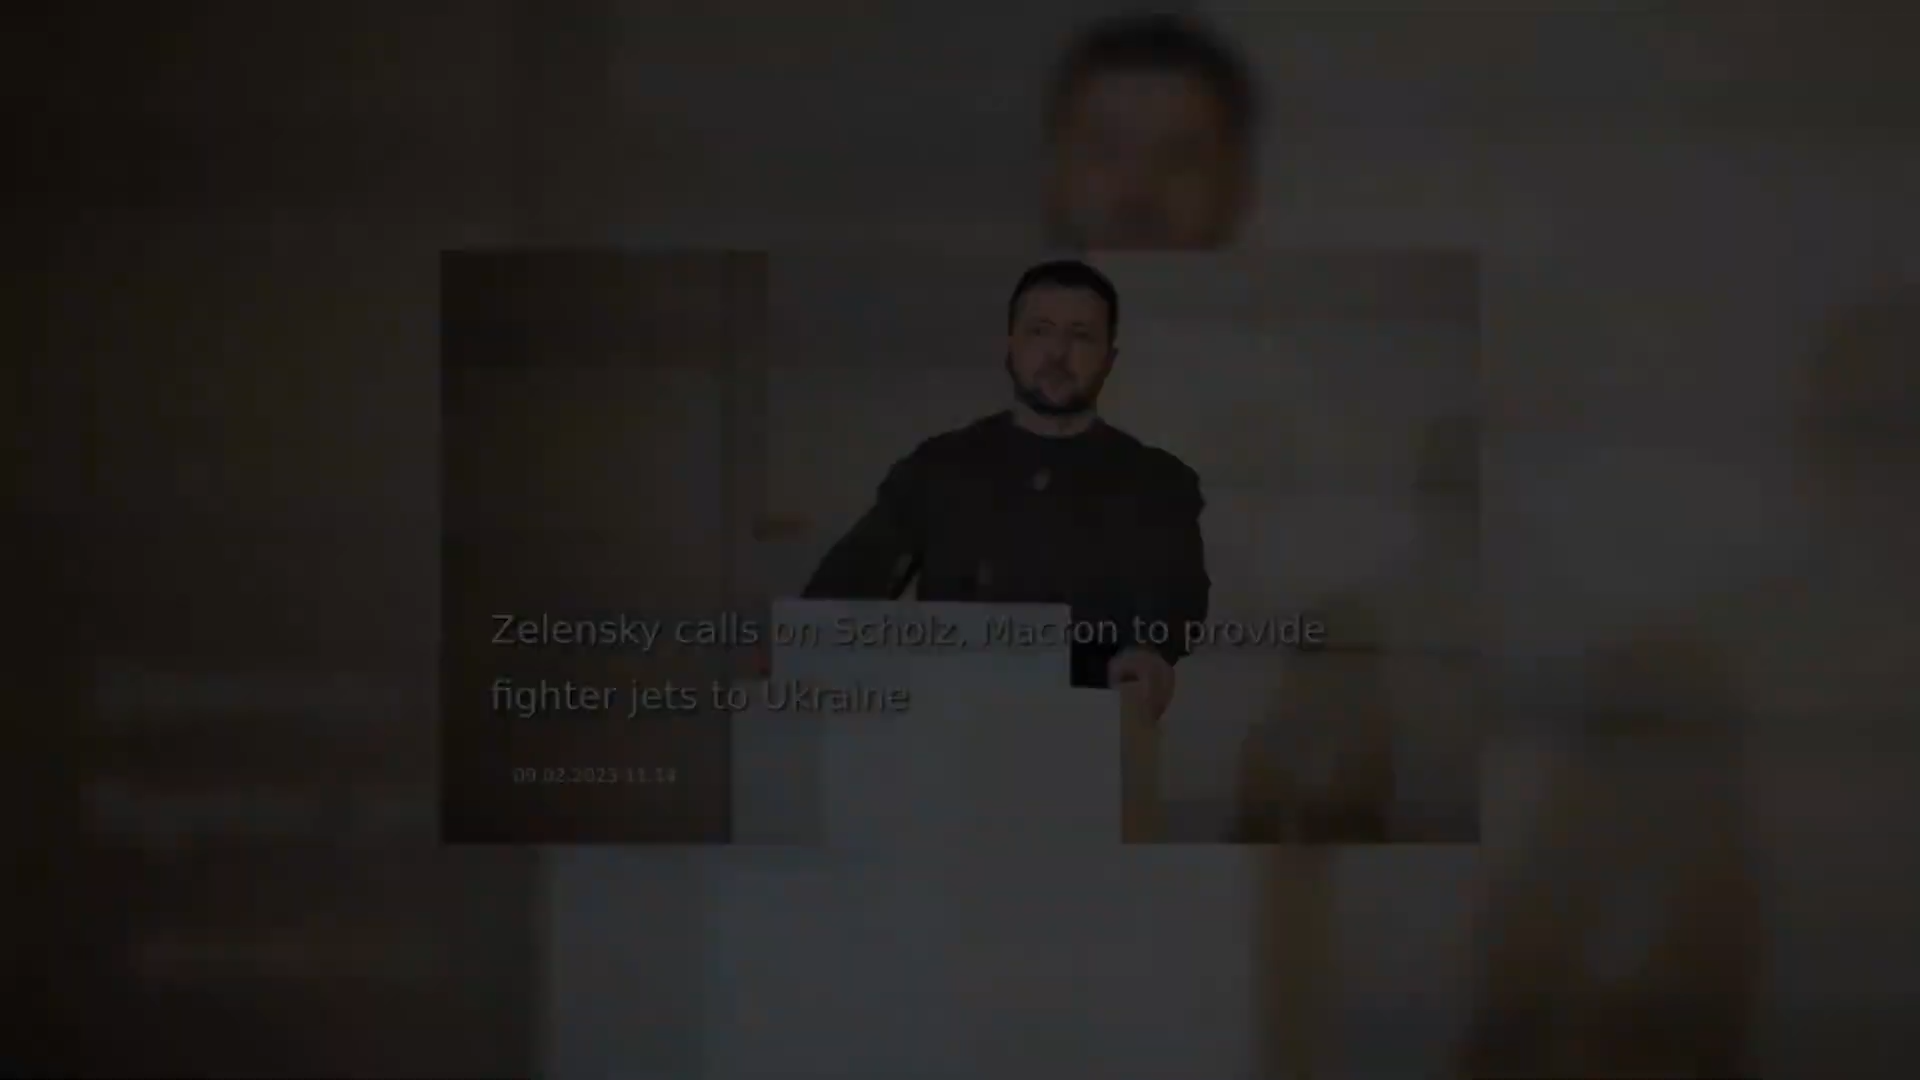 Zelensky calls on Scholz, Macron to provide
fighter jets to Ukraine
09.02.2023 11:14